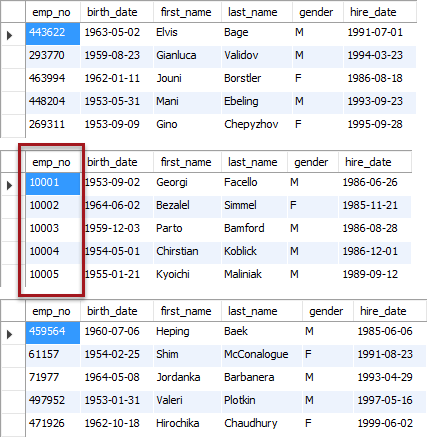 emp_no birth_date first_name last_name gender hire_date
443622 1963-05-02 Elvis Bage M 1991-07-01
293770 1959-08-23 Gianluca Validov M 1994-03-23
463994 1962-01-11 Jouni Borstler F 1986-08-18
448204 1953-05-31 Mani Ebeling M 1993-09-23
269311 1953-09-09 Gino Chepyzhov F 1995-09-28
emp_no birth_date first_name last_name gender hire_date
10001 1953-09-02 Georgi Facello M 1986-06-26
10002 1964-06-02 Bezalel Simmel F 1985-11-21
10003 1959-12-03 Parto Bamford M 1986-08-28
10004 1954-05-01 Chirstian Koblick M 1986-12-01
10005 1955-01-21 Kyoichi Maliniak M 1989-09-12
emp_no birth_date first_name last_name gender hire_date
459564 1960-07-06 Heping Baek M 1985-06-06
61157 1954-02-25 Shim McConalogue F 1991-08-23
71977 1964-05-08 Jordanka Barbanera M 1993-04-29
497952 1953-01-31 Valeri Plotkin M 1997-05-16
471926 1962-10-18 Hirochika Chaudhury F 1999-06-02